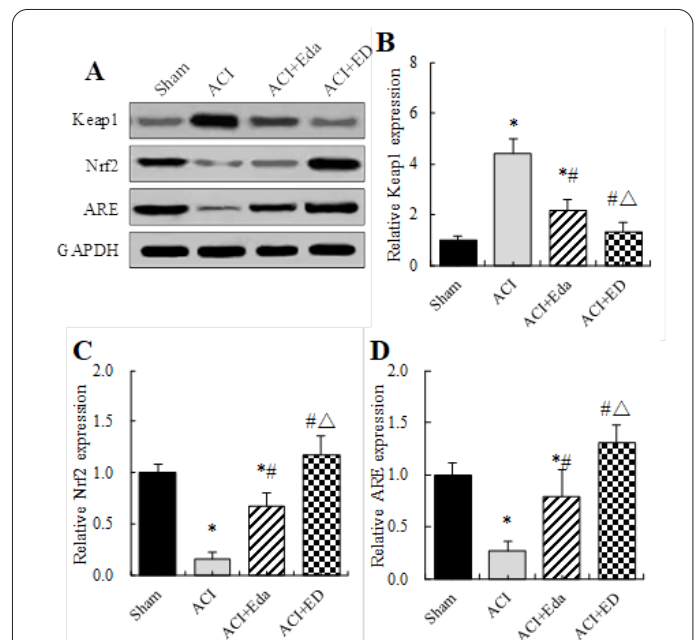 A
Sham
ACI
ACI+Eda
ACI+ED
Keap1
Nrf2
ARE
GAPDH
B
Relative Keap1 expression
8
6
4
2
0
*
*#
#△
Sham
ACI
ACI+Eda
ACI+ED
C
Relative Nrf2 expression
2.0
1.5
1.0
0.5
0.0
*
*#
#△
Sham
ACI
ACI+Eda
ACI+ED
D
Relative ARE expression
2.0
1.5
1.0
0.5
0.0
*
*#
#△
Sham
ACI
ACI+Eda
ACI+ED